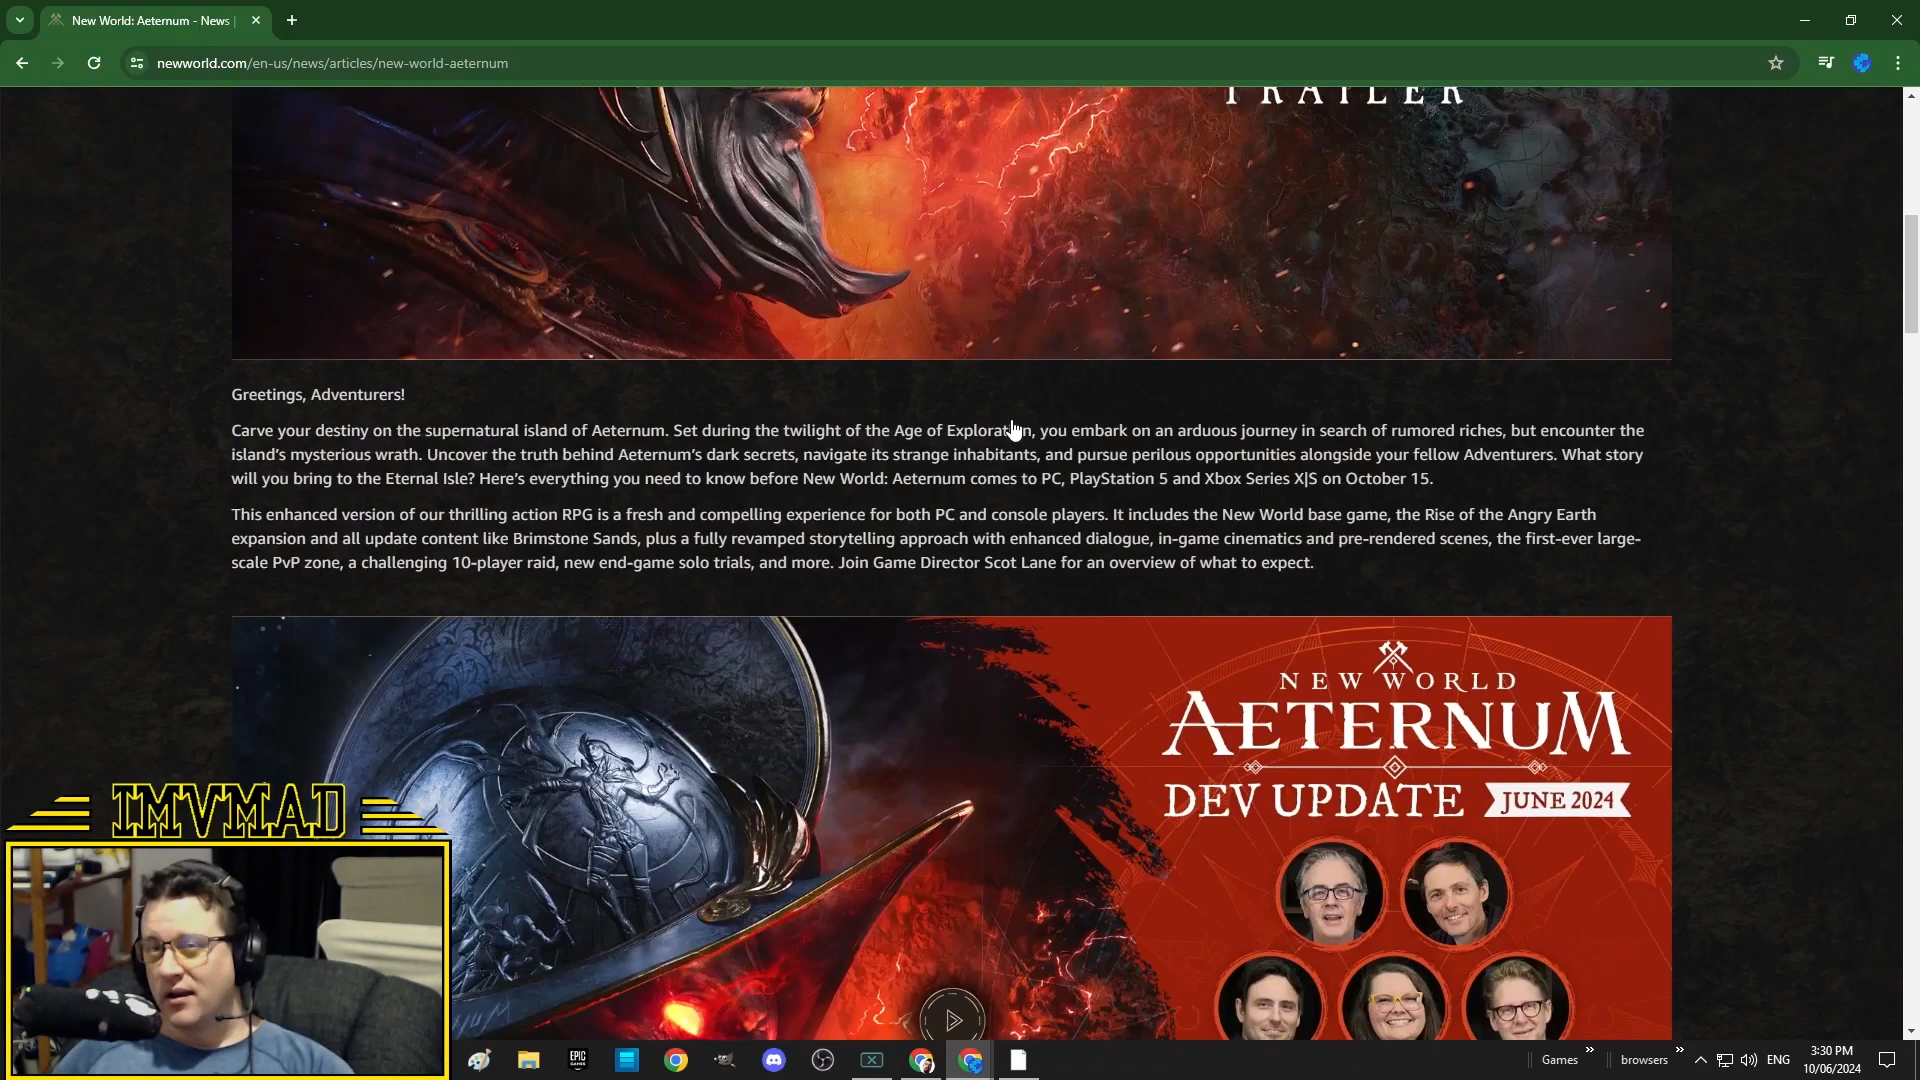 New World: Aeternum - News |
newworld.com/en-us/news/articles/new-world-aeternum
TRAILER
Greetings, Adventurers!
Carve your destiny on the supernatural island of Aeternum. Set during the twilight of the Age of Exploration, you embark on an arduous journey in search of rumored riches, but encounter the
island's mysterious wrath. Uncover the truth behind Aeternum's dark secrets, navigate its strange inhabitants, and pursue perilous opportunities alongside your fellow Adventurers. What story
will you bring to the Eternal Isle? Here's everything you need to know before New World: Aeternum comes to PC, PlayStation 5 and Xbox Series X|S on October 15.
This enhanced version of our thrilling action RPG is a fresh and compelling experience for both PC and console players. It includes the New World base game, the Rise of the Angry Earth
expansion and all update content like Brimstone Sands, plus a fully revamped storytelling approach with enhanced dialogue, in-game cinematics and pre-rendered scenes, the first-ever large-
scale PvP zone, a challenging 10-player raid, new end-game solo trials, and more. Join Game Director Scot Lane for an overview of what to expect.
NEW WORLD
AETERNUM
DEV UPDATE JUNE 2024
IMVMAD
EPIC
GAMES
Games »
browsers »
ENG
3:30 PM
10/06/2024